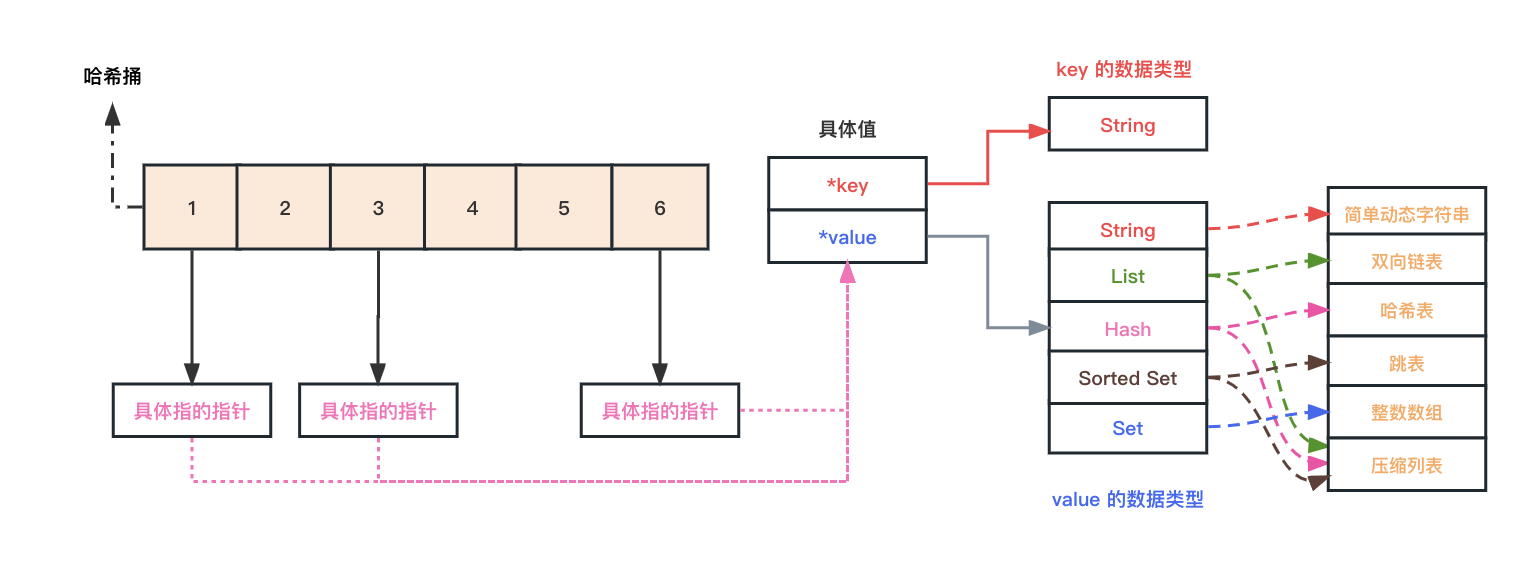 哈希捅
1
2
3
4
5
6
具体指的指针
具体指的指针
具体指的指针
具体值
*key
*value
key 的数据类型
String
String
List
Hash
Sorted Set
Set
value 的数据类型
简单动态字符串
双向链表
哈希表
跳表
整数数组
压缩列表